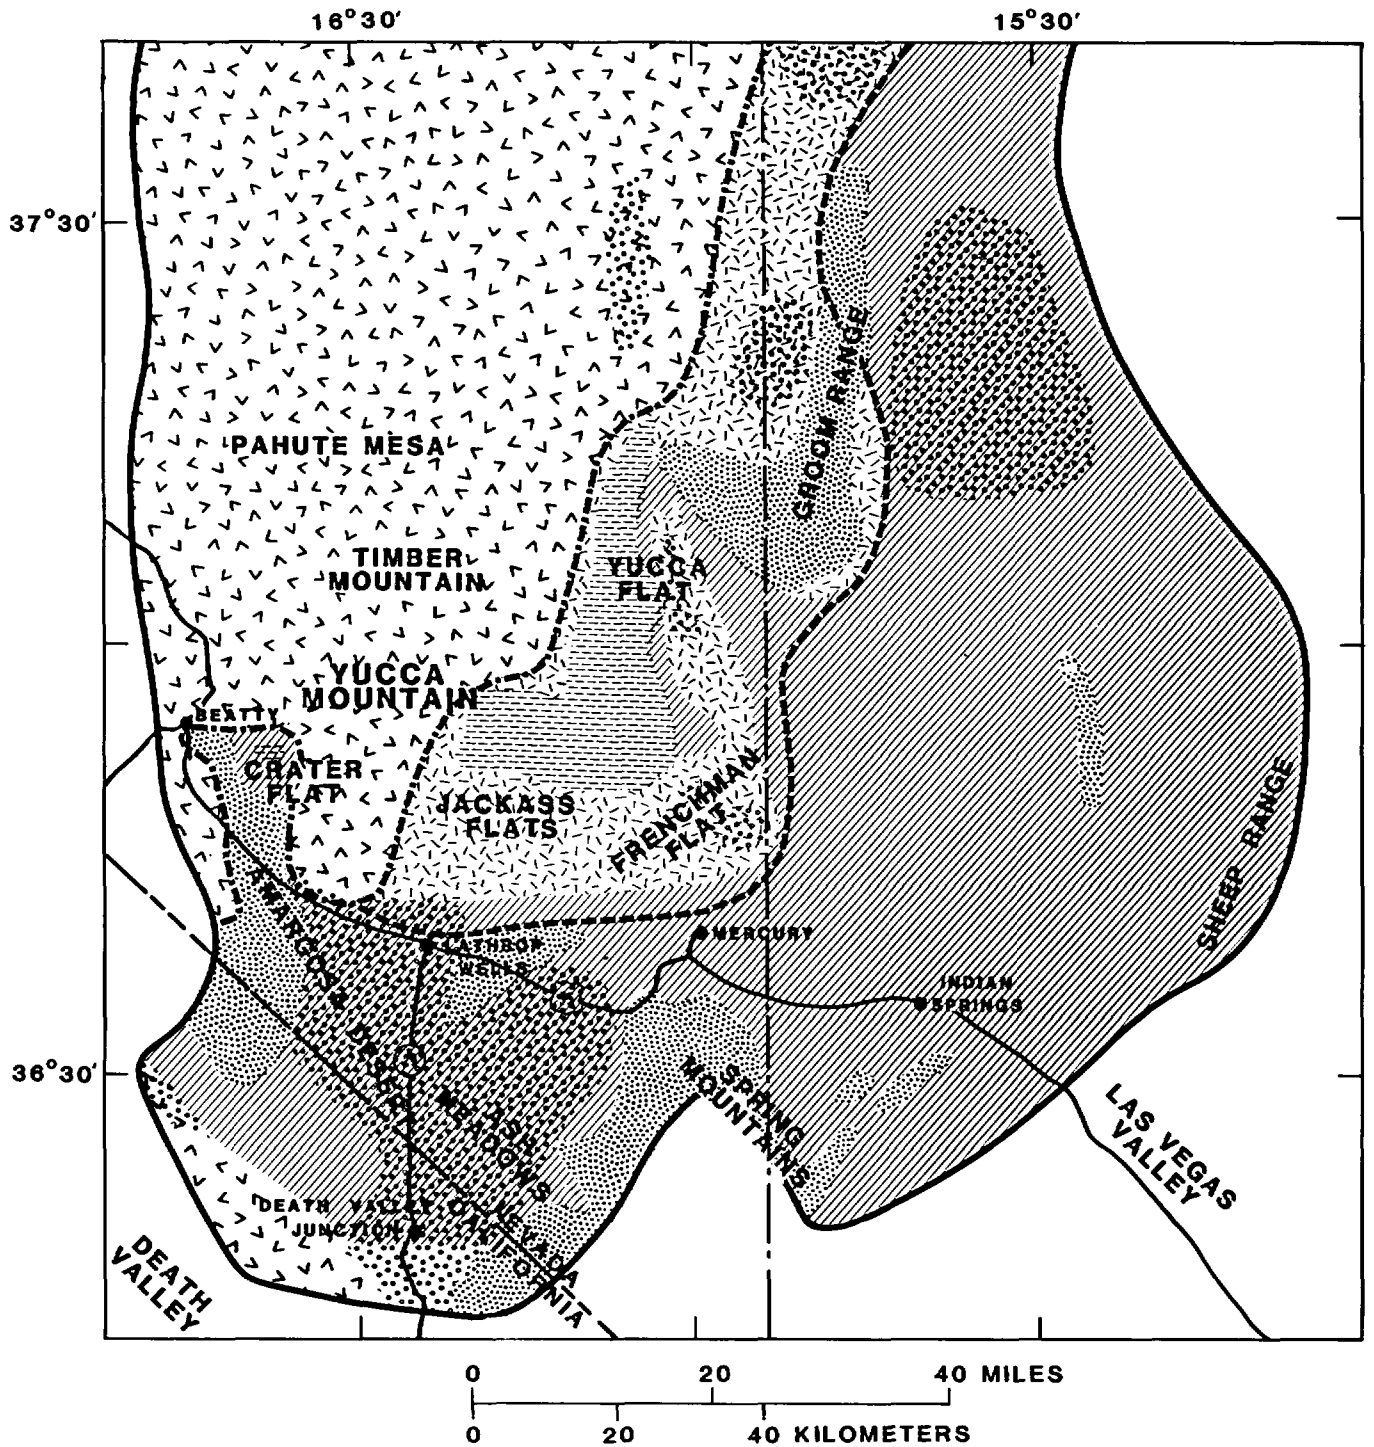 16°30' 15°30'
37°30'
GROOM RANGE
PAHUTE MESA
TIMBER
MOUNTAIN
YUCCA
FLAT
YUCCA
MOUNTAIN
BEATTY
CRATER
FLAT
JACKASS
FLATS
FRENCHMAN
FLAT
SHEEP RANGE
AMARGOSA DESERT
LATHROP
WELLS
MERCURY
INDIAN
SPRINGS
36°30'
ASH
MEADOWS
SPRING
MOUNTAINS
LAS VEGAS
VALLEY
DEATH VALLEY
JUNCTION
NEVADA
CALIFORNIA
DEATH
VALLEY
0 20 40 MILES
0 20 40 KILOMETERS